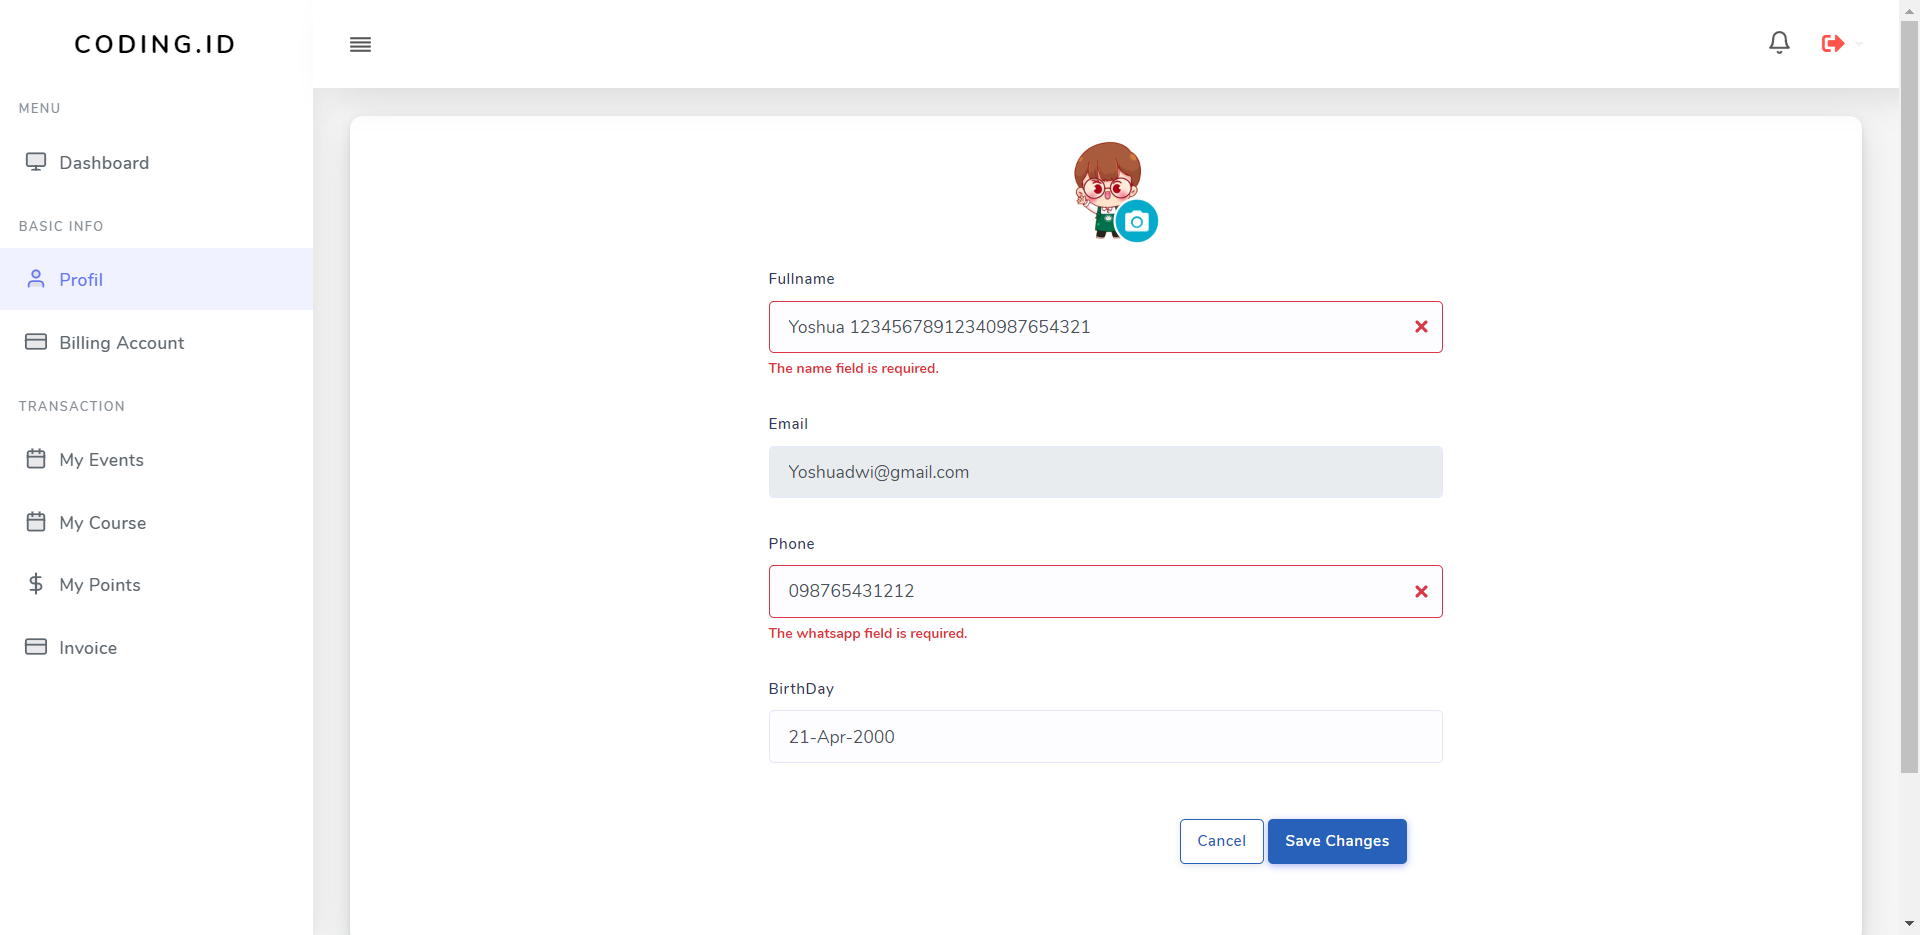 CODING.ID
MENU
Dashboard
BASIC INFO
Profil
Billing Account
TRANSACTION
My Events
My Course
My Points
Invoice
Fullname
Yoshua 12345678912340987654321
The name field is required.
Email
Yoshuadwi@gmail.com
Phone
098765431212
The whatsapp field is required.
BirthDay
21-Apr-2000
Cancel
Save Changes